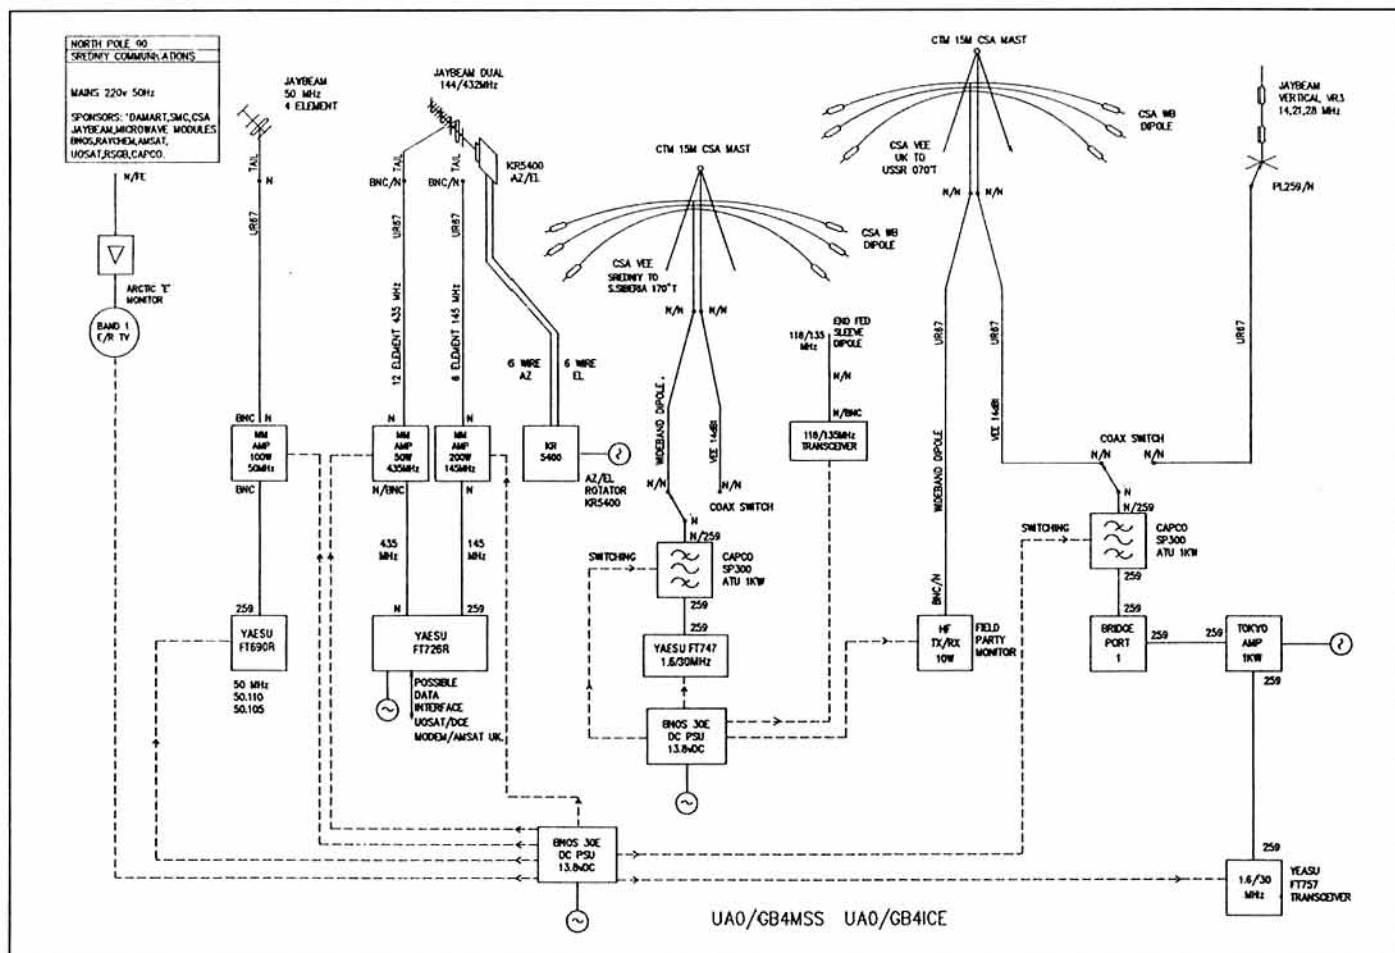 NORTH POLE 90
SREDNIY COMMUNICATIONS
MAINS 220v 50Hz
SPONSORS: 'DAMART,SMC,CSA
JAYBEAM,MICROWAVE MODULES
BNOS,RAYCHEM,AMSAT,
UOSAT,RSGB,CAPCO.
N/FE
ARCTIC 'E'
MONITOR
BAND 1
E/R TV
JAYBEAM
50 MHz
4 ELEMENT
TAIL
N
UR67
BNC N
MM
AMP
100W
50MHz
BNC
259
YAESU
FT690R
50 MHz
50.110
50.105
JAYBEAM DUAL
144/432MHz
TAIL
TAIL
BNC/N
BNC/N
KR5400
AZ/EL
UR67
UR67
12 ELEMENT 435 MHz
8 ELEMENT 145 MHz
6 WIRE
AZ
6 WIRE
EL
N
N
MM
AMP
50W
435MHz
MM
AMP
200W
145MHz
KR
5400
AZ/EL
ROTATOR
KR5400
N/BNC
N
435
MHz
145
MHz
N
259
YAESU
FT726R
POSSIBLE
DATA
INTERFACE
UOSAT/DCE
MODEM/AMSAT UK.
CTM 15M CSA MAST
CSA WB
DIPOLE
CSA VEE
SREDNIY TO
S.SIBERIA 170°T
N/N
N/N
WIDEBAND DIPOLE.
VEE 14dBi
N/N
N/N
COAX SWITCH
N
N/259
SWITCHING
CAPCO
SP300
ATU 1KW
259
259
YAESU FT747
1.6/30MHz
BNOS 30E
DC PSU
13.8vDC
118/135
MHz
END FED
SLEEVE
DIPOLE
N/N
N/BNC
118/135MHz
TRANSCEIVER
CTM 15M CSA MAST
CSA WB
DIPOLE
CSA VEE
UK TO
USSR 070°T
N/N
N/N
UR67
UR67
WIDEBAND DIPOLE
VEE 14dBi
BNC/N
HF
TX/RX
10W
FIELD
PARTY
MONITOR
JAYBEAM
VERTICAL VR3
14,21,28 MHz
PL259/N
UR67
COAX SWITCH
N/N
N/N
N
N/259
SWITCHING
CAPCO
SP300
ATU 1KW
259
259
BRIDGE
PORT
1
259
259
TOKYO
AMP
1KW
259
259
1.6/30
MHz
YEASU
FT757
TRANSCEIVER
BNOS 30E
DC PSU
13.8vDC
UA0/GB4MSS UA0/GB4ICE